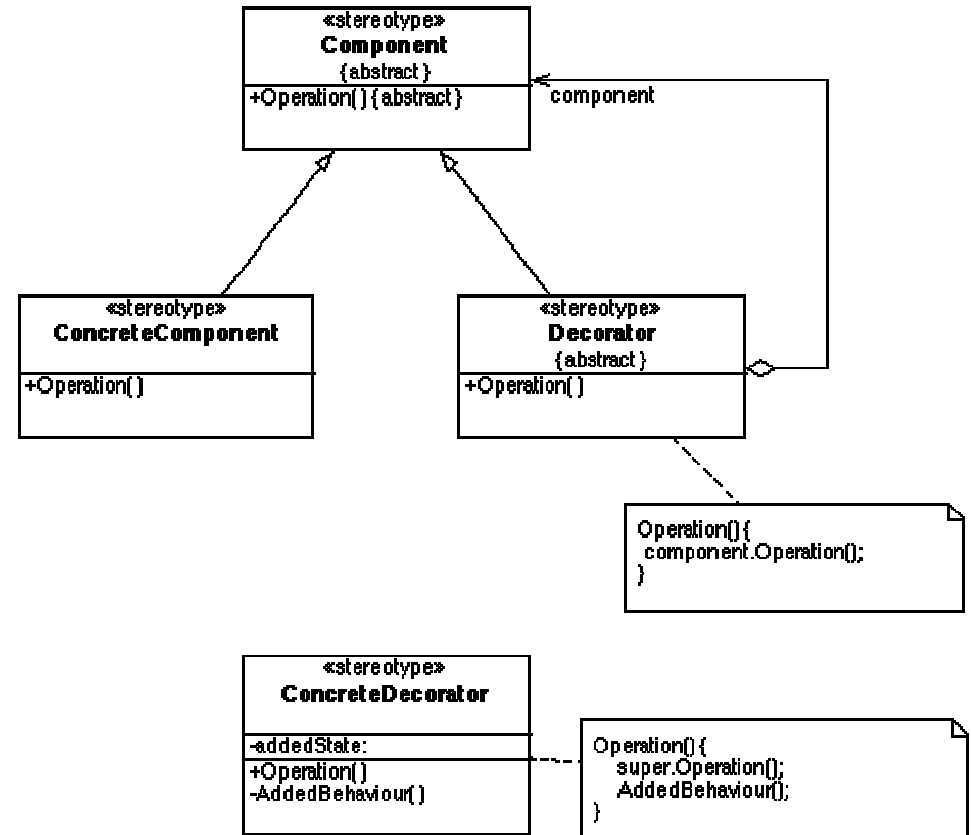 «stereotype»
Component
{abstract}
+Operation(){abstract}
component
«stereotype»
ConcreteComponent
+Operation()
«stereotype»
Decorator
{abstract}
+Operation()
Operation(){
component.Operation();
}
«stereotype»
ConcreteDecorator
-addedState:
+Operation()
-AddedBehaviour()
Operation(){
super.Operation();
AddedBehaviour();
}